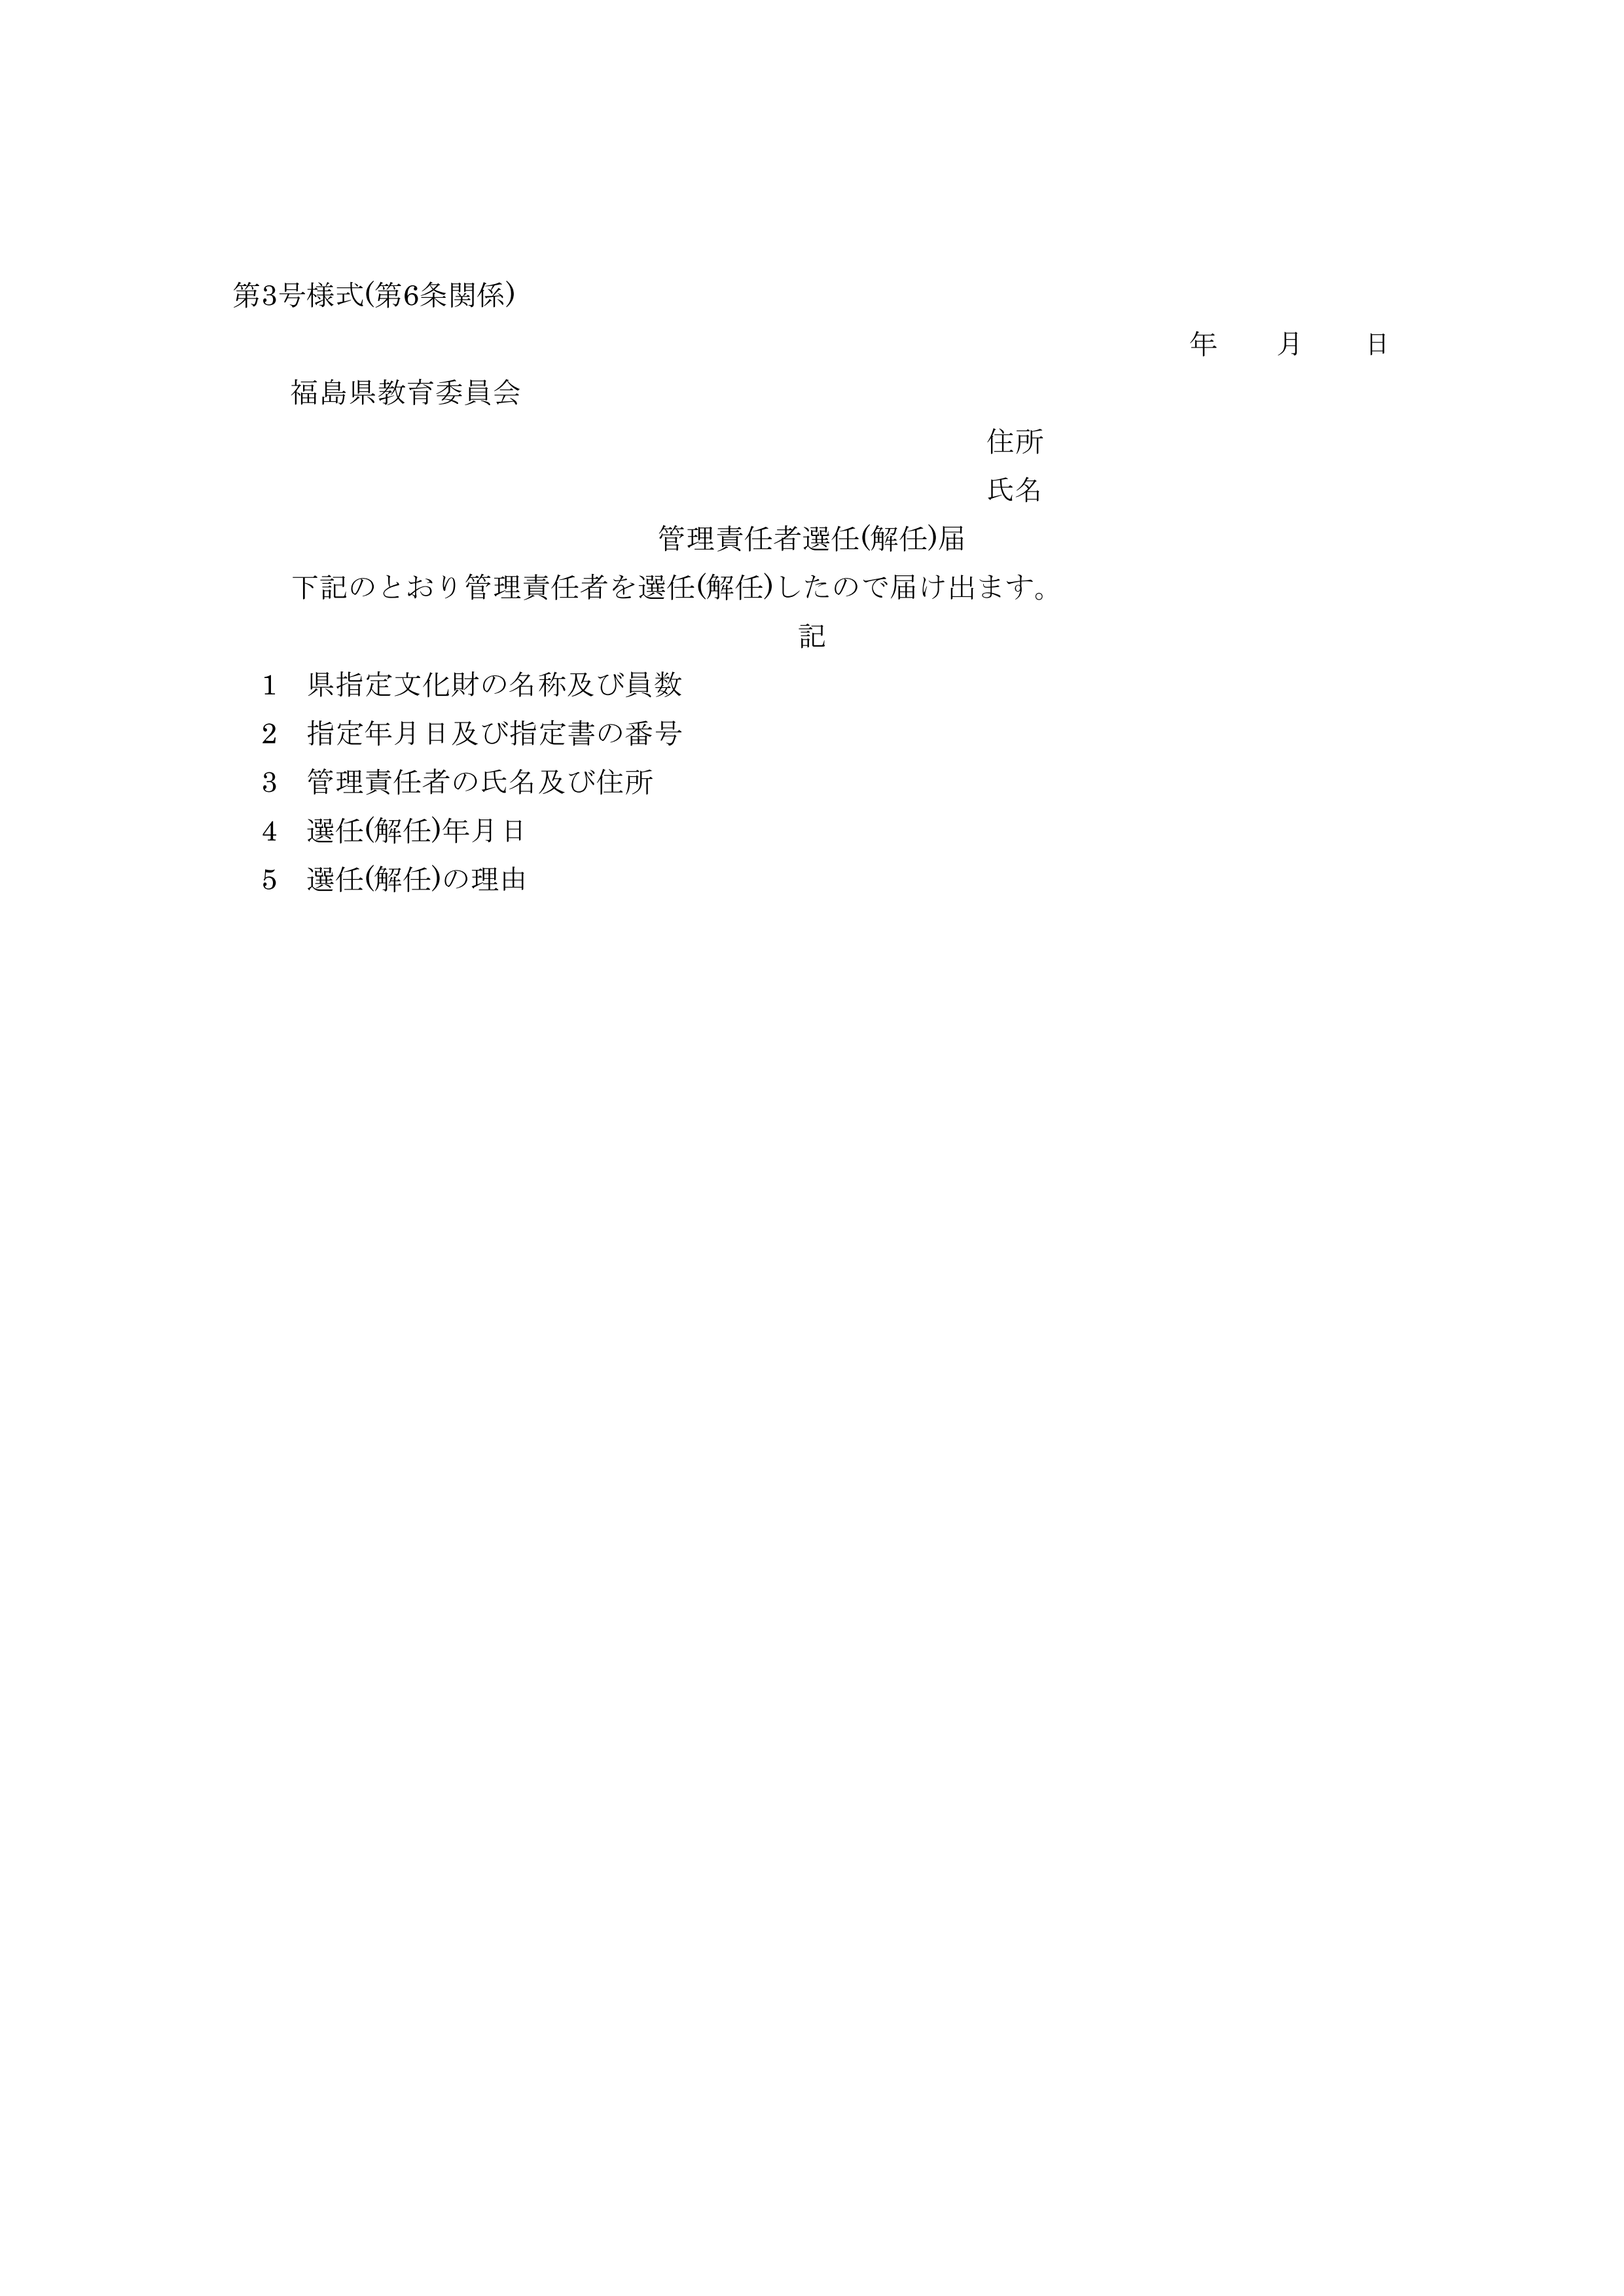 第3号様式(第6条関係)
年　　月　　日
福島県教育委員会
住所
氏名
管理責任者選任(解任)届
下記のとおり管理責任者を選任(解任)したので届け出ます。
記
1　県指定文化財の名称及び員数
2　指定年月日及び指定書の番号
3　管理責任者の氏名及び住所
4　選任(解任)年月日
5　選任(解任)の理由